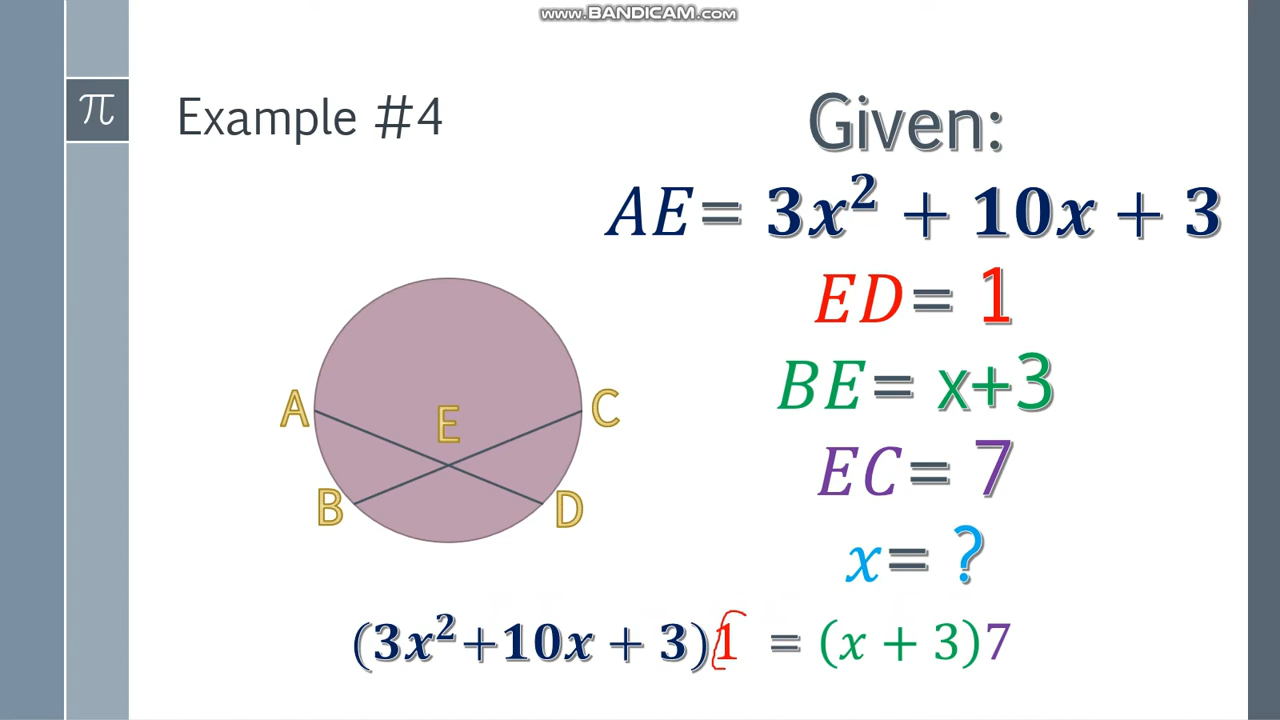 www.BANDICAM.com
π
Example #4
Given:
AE= 3x² + 10x + 3
ED= 1
BE= x+3
EC= 7
x= ?
A
E
C
B
D
(3x²+10x + 3)1 = (x + 3)7